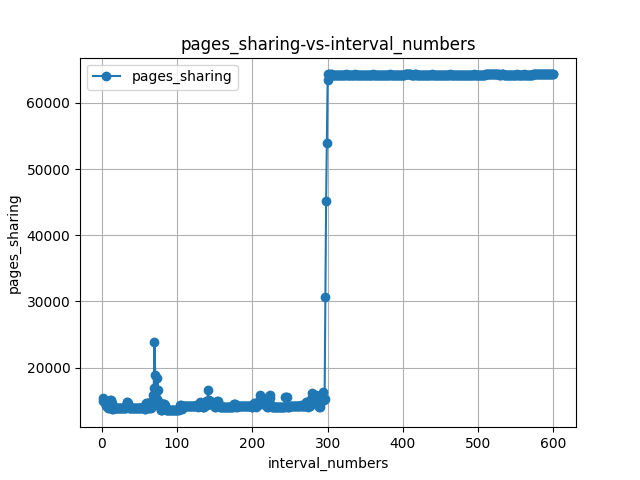 pages_sharing-vs-interval_numbers
pages_sharing
60000
50000
40000
30000
20000
pages_sharing
0 100 200 300 400 500 600
interval_numbers